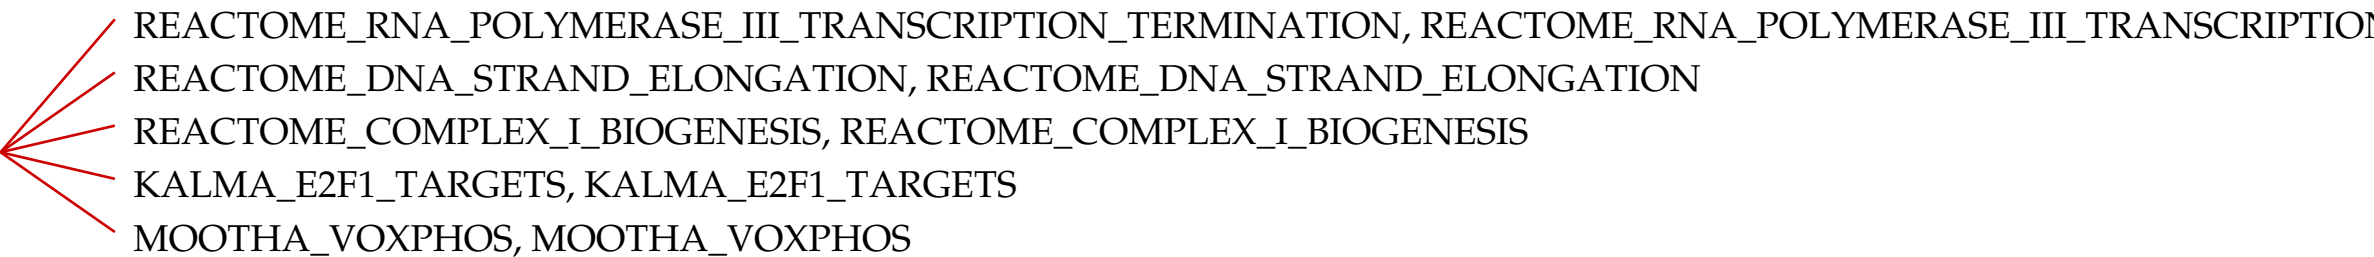 REACTOME_RNA_POLYMERASE_III_TRANSCRIPTION_TERMINATION, REACTOME_RNA_POLYMERASE_III_TRANSCRIPTION
REACTOME_DNA_STRAND_ELONGATION, REACTOME_DNA_STRAND_ELONGATION
REACTOME_COMPLEX_I_BIOGENESIS, REACTOME_COMPLEX_I_BIOGENESIS
KALMA_E2F1_TARGETS, KALMA_E2F1_TARGETS
MOOTHA_VOXPHOS, MOOTHA_VOXPHOS